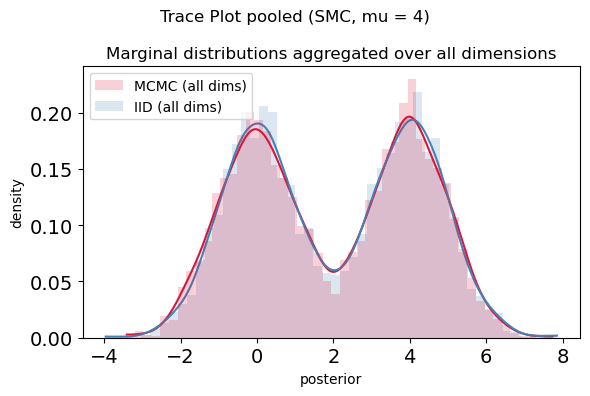 Trace Plot pooled (SMC, mu = 4)
Marginal distributions aggregated over all dimensions
MCMC (all dims)
IID (all dims)
density
0.20
0.15
0.10
0.05
0.00
−4 −2 0 2 4 6 8
posterior